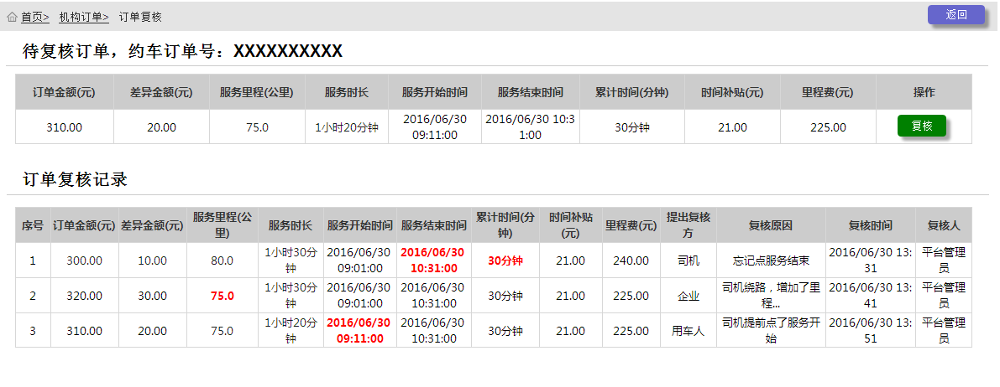 首页> 机构订单> 订单复核 返回
待复核订单，约车订单号：XXXXXXXXXX
订单金额(元) 差异金额(元) 服务里程(公里) 服务时长 服务开始时间 服务结束时间 累计时间(分钟) 时间补贴(元) 里程费(元) 操作
310.00 20.00 75.0 1小时20分钟 2016/06/30 09:11:00 2016/06/30 10:31:00 30分钟 21.00 225.00 复核
订单复核记录
序号 订单金额(元) 差异金额(元) 服务里程(公里) 服务时长 服务开始时间 服务结束时间 累计时间(分钟) 时间补贴(元) 里程费(元) 提出复核方 复核原因 复核时间 复核人
1 300.00 10.00 80.0 1小时30分钟 2016/06/30 09:01:00 2016/06/30 10:31:00 30分钟 21.00 240.00 司机 忘记点服务结束 2016/06/30 13:31 平台管理员
2 320.00 30.00 75.0 1小时30分钟 2016/06/30 09:01:00 2016/06/30 10:31:00 30分钟 21.00 225.00 企业 司机绕路，增加了里程... 2016/06/30 13:41 平台管理员
3 310.00 20.00 75.0 1小时20分钟 2016/06/30 09:11:00 2016/06/30 10:31:00 30分钟 21.00 225.00 用车人 司机提前点了服务开始 2016/06/30 13:51 平台管理员